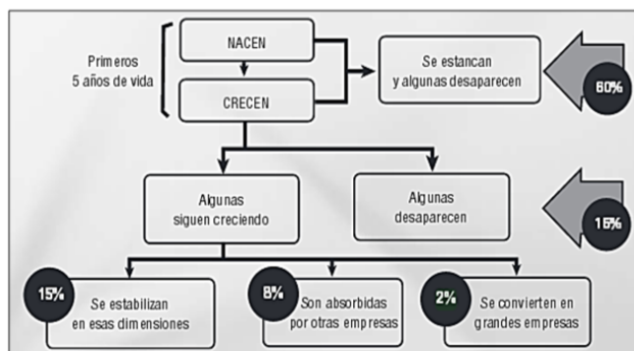 Primeros
5 años de vida
NACEN
CRECEN
Se estancan
y algunas desaparecen
60%
Algunas
siguen creciendo
Algunas
desaparecen
15%
15%
Se estabilizan
en esas dimensiones
8%
Son absorbidas
por otras empresas
2%
Se convierten en
grandes empresas